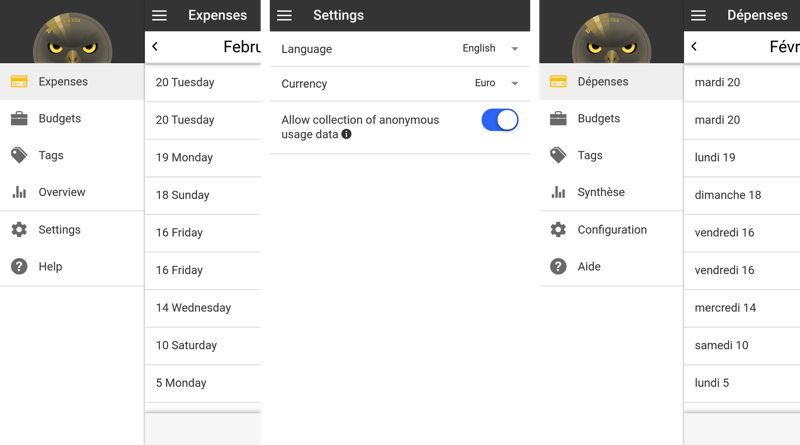 Expenses
Budgets
Tags
Overview
Settings
Help
Expenses
Febru
20 Tuesday
20 Tuesday
19 Monday
18 Sunday
16 Friday
16 Friday
14 Wednesday
10 Saturday
5 Monday
Settings
Language English
Currency Euro
Allow collection of anonymous
usage data
Dépenses
Budgets
Tags
Synthèse
Configuration
Aide
Dépenses
Févr
mardi 20
mardi 20
lundi 19
dimanche 18
vendredi 16
vendredi 16
mercredi 14
samedi 10
lundi 5